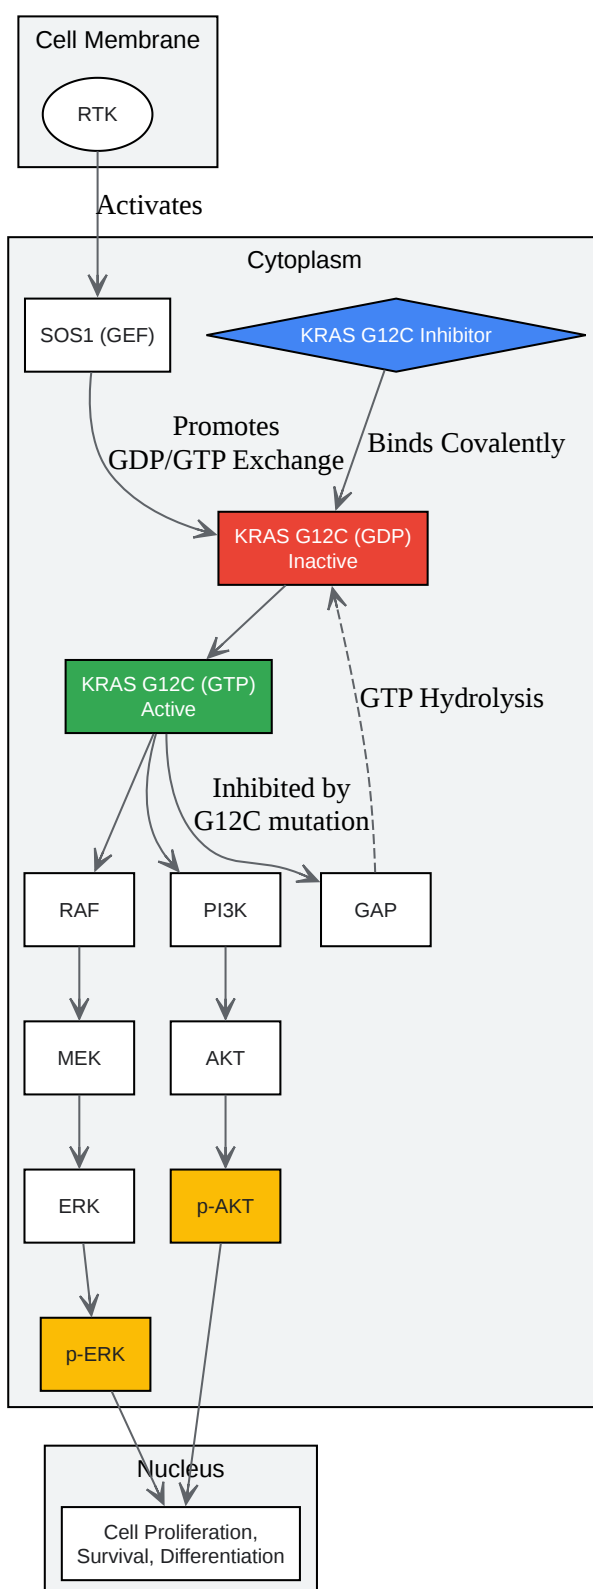 Cell Membrane
RTK
Activates
Cytoplasm
SOS1 (GEF)
KRAS G12C Inhibitor
Promotes
GDP/GTP Exchange
Binds Covalently
KRAS G12C (GDP)
Inactive
KRAS G12C (GTP)
Active
GTP Hydrolysis
Inhibited by
G12C mutation
RAF
PI3K
GAP
MEK
AKT
ERK
p-AKT
p-ERK
Nucleus
Cell Proliferation,
Survival, Differentiation